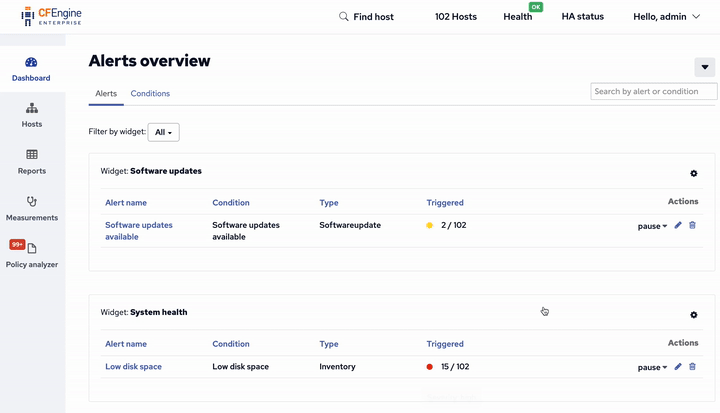 CFEngine
ENTERPRISE
Find host
102 Hosts
Health
OK
HA status
Hello, admin
Dashboard
Hosts
Reports
Measurements
99+
Policy analyzer
Alerts overview
Alerts
Conditions
Search by alert or condition
Filter by widget: All
Widget: Software updates
Alert name Condition Type Triggered Actions
Software updates available
Software updates available
Softwareupdate
2 / 102
pause
Widget: System health
Alert name Condition Type Triggered Actions
Low disk space Low disk space Inventory 15 / 102 pause